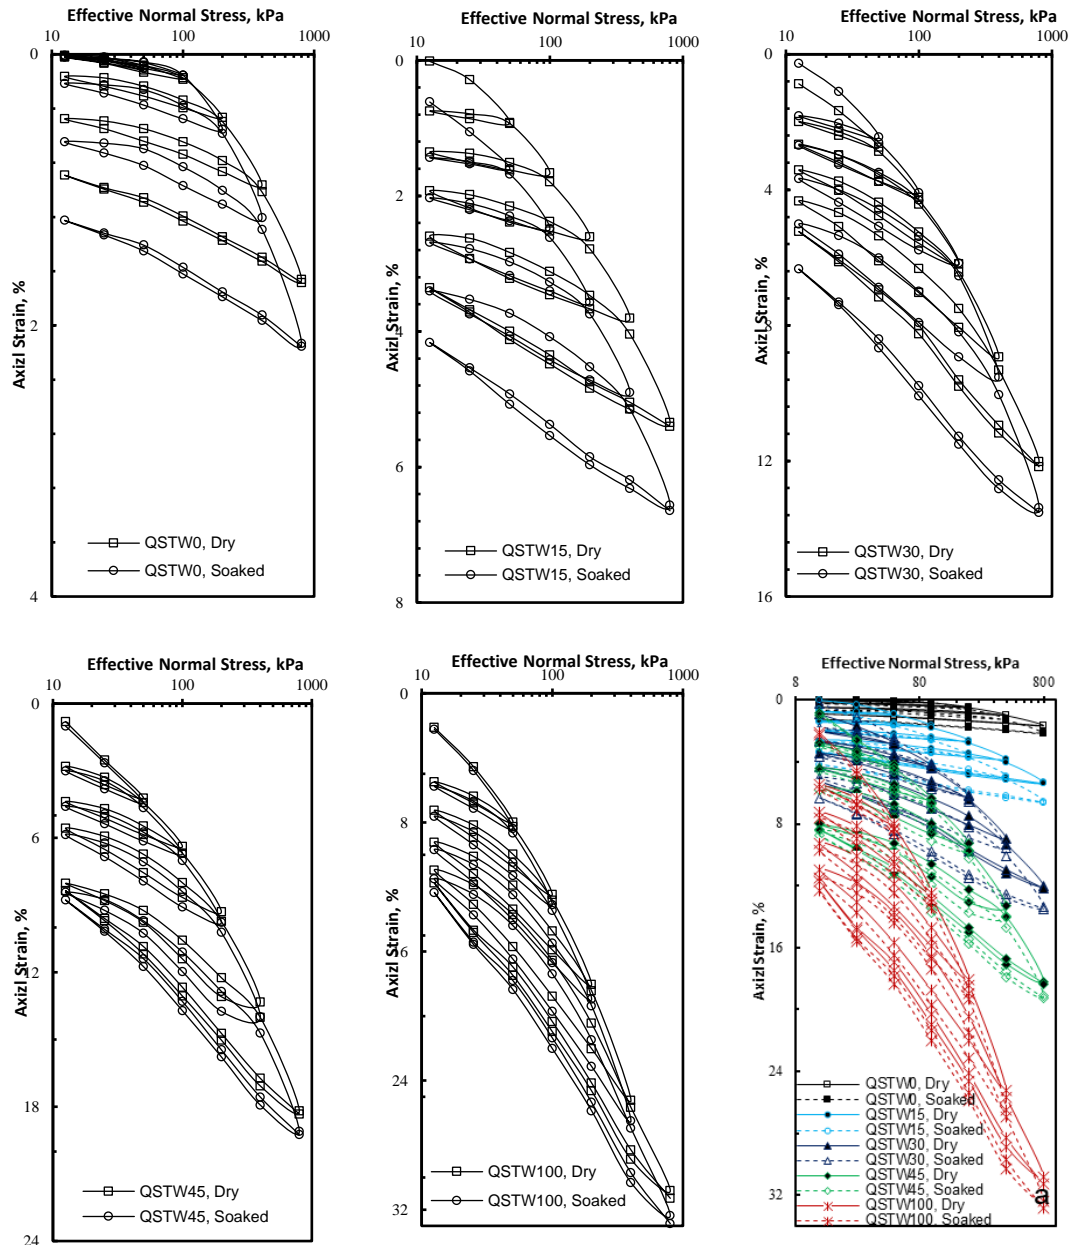 Effective Normal Stress, kPa
10 100 1000
0
2
4
Axizl Strain, %
QSTW0, Dry
QSTW0, Soaked
Effective Normal Stress, kPa
10 100 1000
0
2
4
6
8
Axizl Strain, %
QSTW15, Dry
QSTW15, Soaked
Effective Normal Stress, kPa
10 100 1000
0
4
8
12
16
Axizl Strain, %
QSTW30, Dry
QSTW30, Soaked
Effective Normal Stress, kPa
10 100 1000
0
6
12
18
24
Axizl Strain, %
QSTW45, Dry
QSTW45, Soaked
Effective Normal Stress, kPa
10 100 1000
0
8
16
24
32
Axizl Strain, %
QSTW100, Dry
QSTW100, Soaked
Effective Normal Stress, kPa
8 80 800
0
8
16
24
32
Axizl Strain, %
QSTW0, Dry
QSTW0, Soaked
QSTW15, Dry
QSTW15, Soaked
QSTW30, Dry
QSTW30, Soaked
QSTW45, Dry
QSTW45, Soaked
QSTW100, Dry
QSTW100, Soaked
a